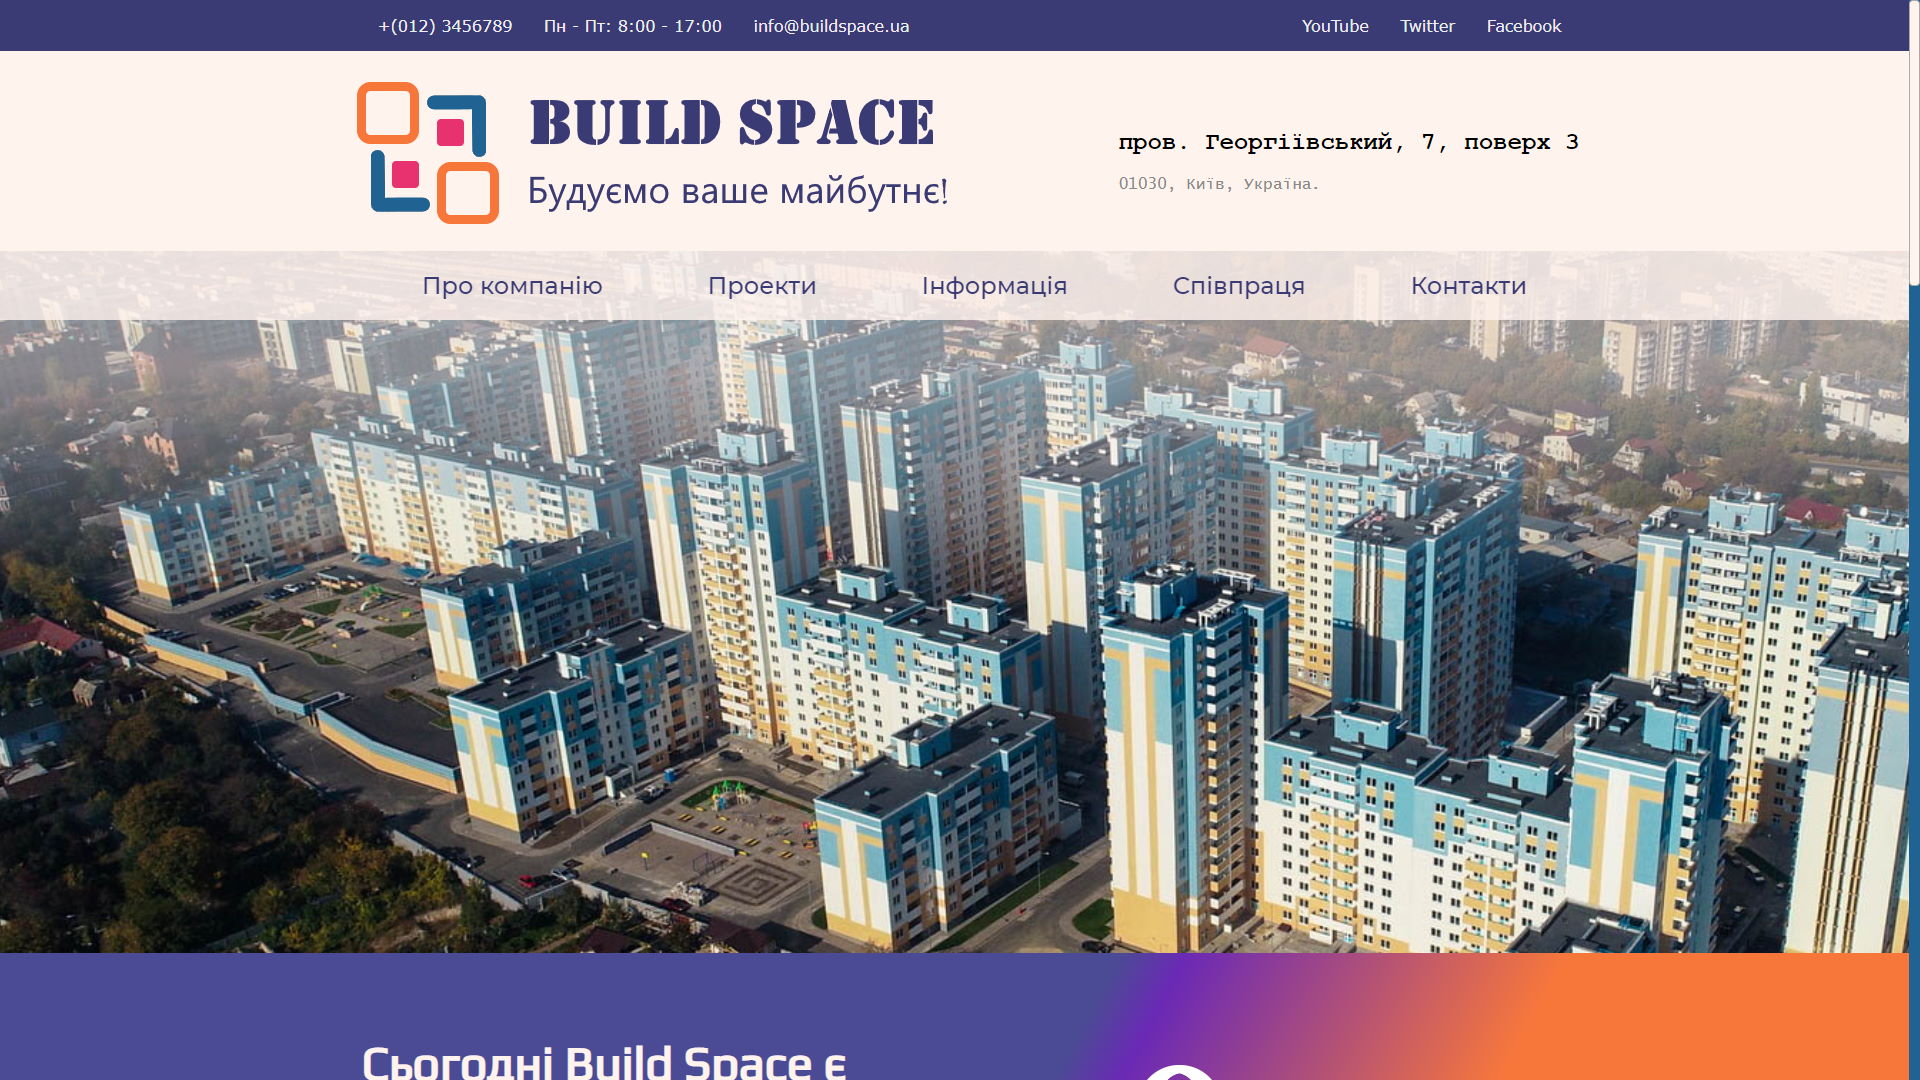 +(012) 3456789 Пн - Пт: 8:00 - 17:00 info@buildspace.ua YouTube Twitter Facebook
BUILD SPACE
Будуємо ваше майбутнє!
пров. Георгіївський, 7, поверх 3
01030, Київ, Україна.
Про компанію Проекти Інформація Співпраця Контакти
Сьогодні Build Space є